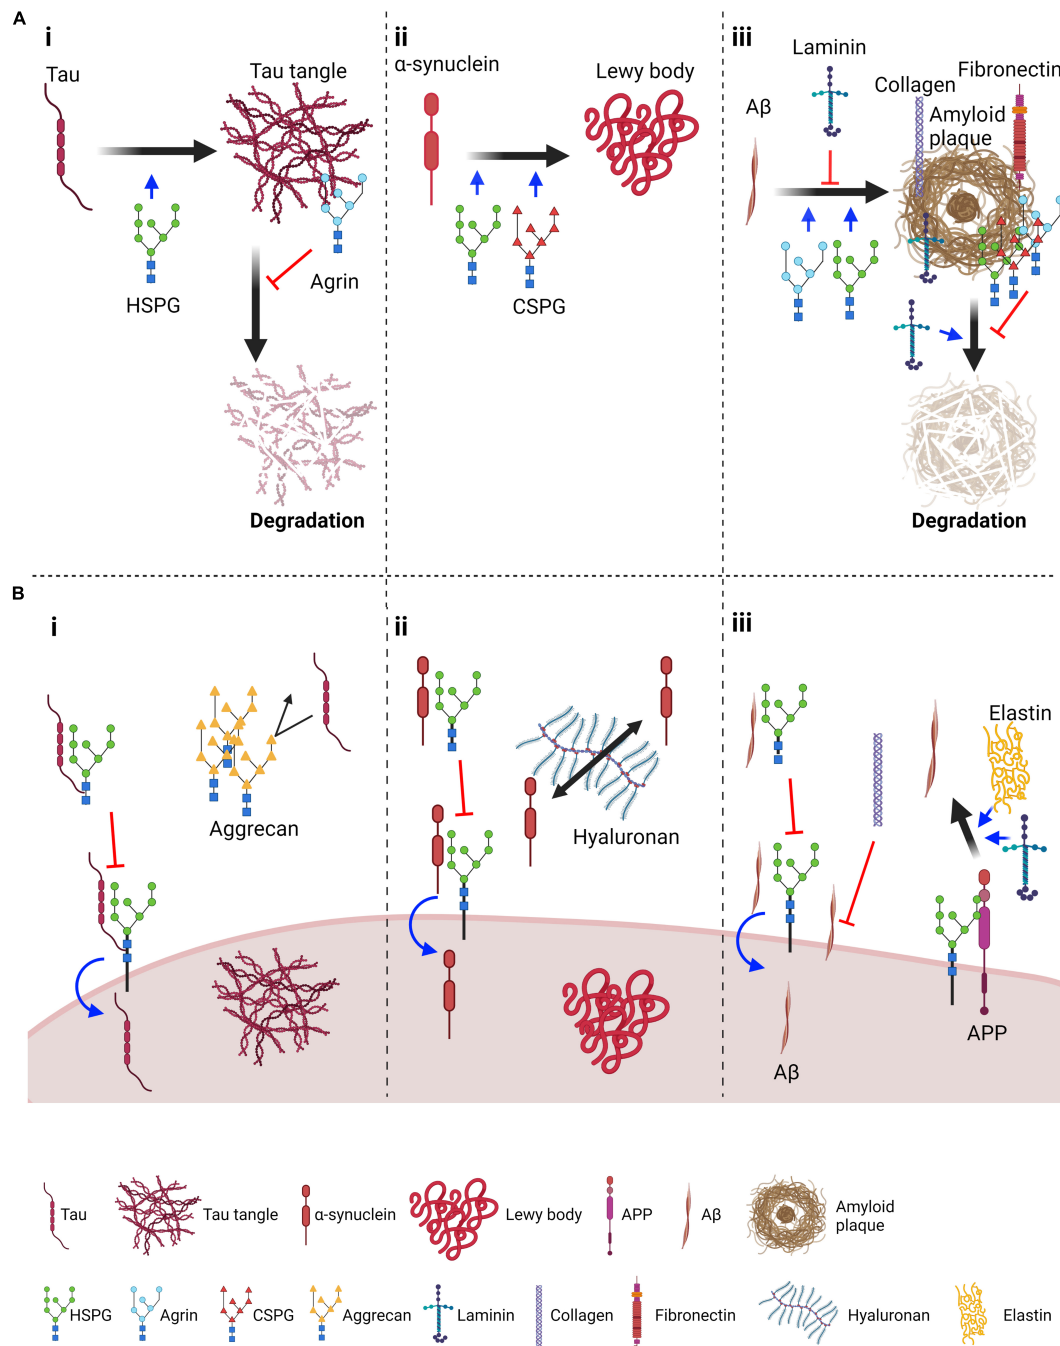 A
i
ii
iii
Tau
Tau tangle
HSPG
Agrin
Degradation
α-synuclein
Lewy body
CSPG
Laminin
Aβ
Collagen
Fibronectin
Amyloid
plaque
Degradation
B
i
ii
iii
Aggrecan
Hyaluronan
Elastin
Aβ
APP
Tau
Tau tangle
α-synuclein
Lewy body
APP
Aβ
Amyloid
plaque
HSPG
Agrin
CSPG
Aggrecan
Laminin
Collagen
Fibronectin
Hyaluronan
Elastin